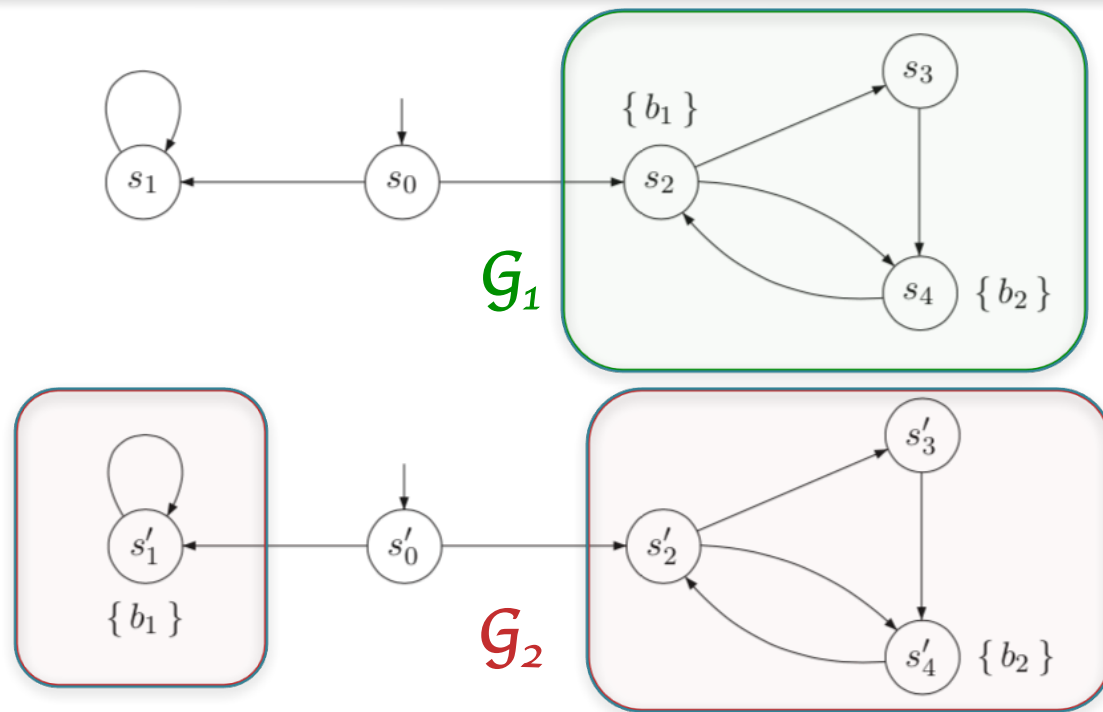 s₃
{ b₁ }
s₁
s₀
s₂
𝓖₁
s₄
{ b₂ }
s′₃
s′₁
s′₀
s′₂
{ b₁ }
𝓖₂
s′₄
{ b₂ }